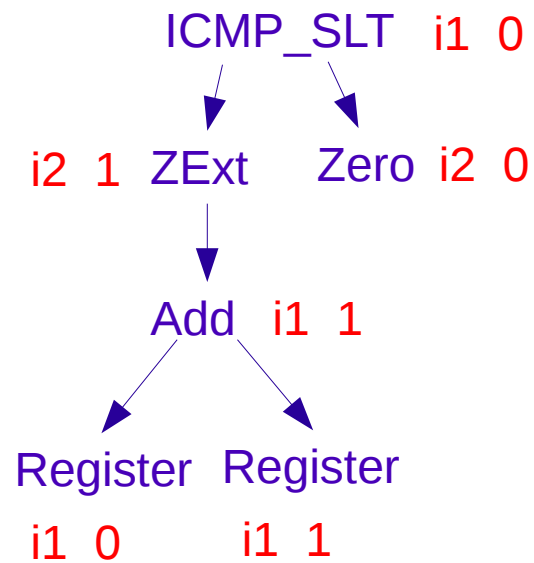 ICMP_SLT i1 0
i2 1 ZExt Zero i2 0
Add i1 1
Register Register
i1 0 i1 1